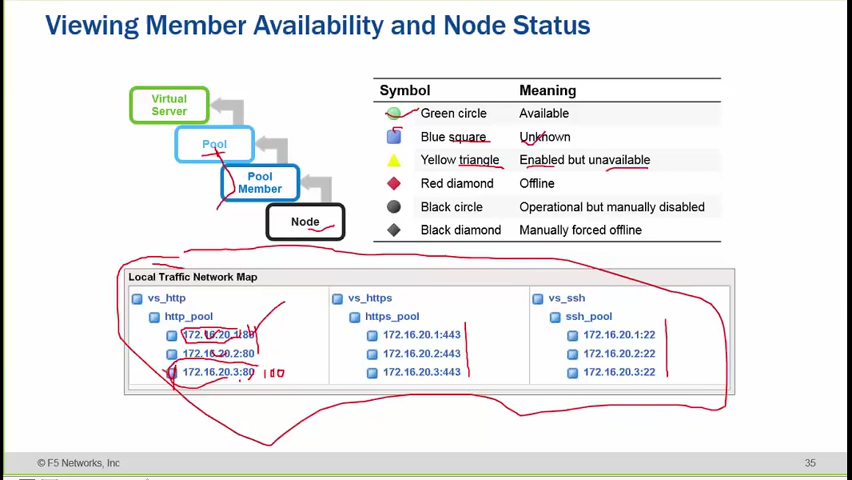 Viewing Member Availability and Node Status
Virtual
Server
Pool
Pool
Member
Node
Symbol Meaning
Green circle Available
Blue square Unknown
Yellow triangle Enabled but unavailable
Red diamond Offline
Black circle Operational but manually disabled
Black diamond Manually forced offline
Local Traffic Network Map
vs_http vs_https vs_ssh
http_pool https_pool ssh_pool
172.16.20.1:80 172.16.20.1:443 172.16.20.1:22
172.16.20.2:80 172.16.20.2:443 172.16.20.2:22
172.16.20.3:80 100 172.16.20.3:443 172.16.20.3:22
© F5 Networks, Inc 35